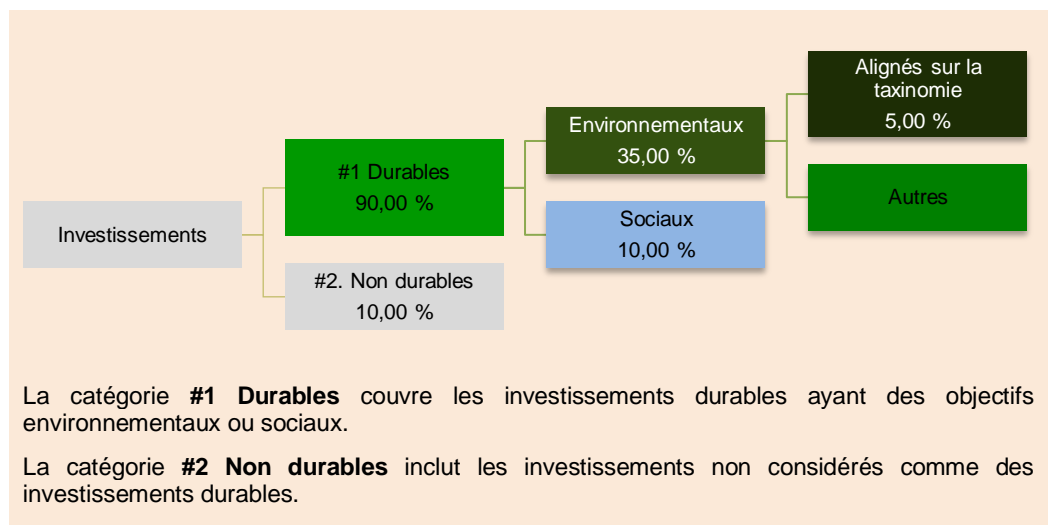 Investissements
#1 Durables
90,00 %
#2. Non durables
10,00 %
Environnementaux
35,00 %
Sociaux
10,00 %
Alignés sur la
taxinomie
5,00 %
Autres
La catégorie #1 Durables couvre les investissements durables ayant des objectifs
environnementaux ou sociaux.
La catégorie #2 Non durables inclut les investissements non considérés comme des
investissements durables.